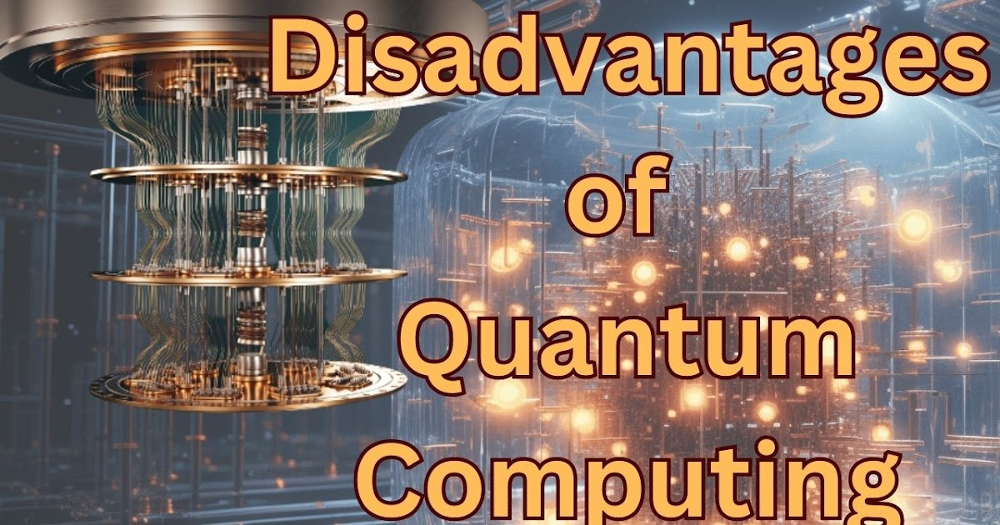 Disadvantages
of
Quantum
Computing